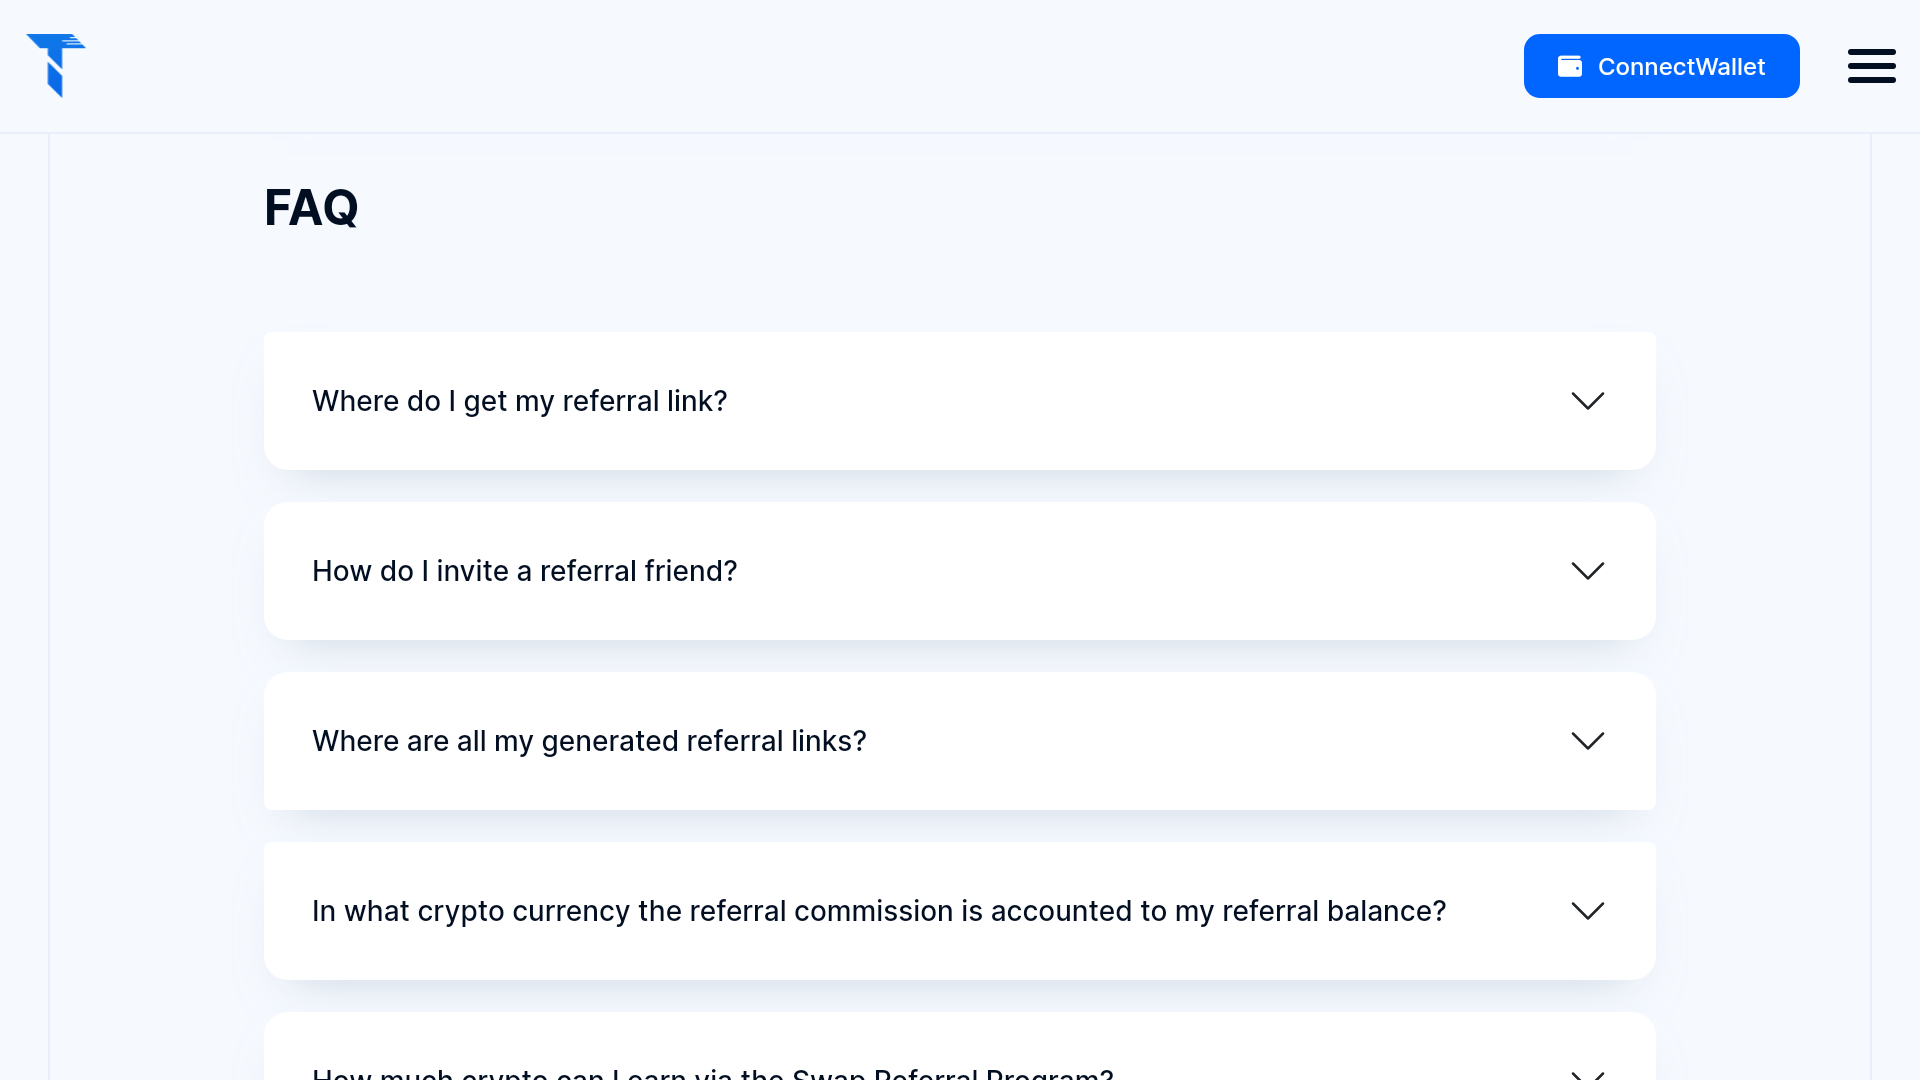 ConnectWallet
FAQ
Where do I get my referral link?
How do I invite a referral friend?
Where are all my generated referral links?
In what crypto currency the referral commission is accounted to my referral balance?
How much crypto can I earn via the Swap Referral Program?